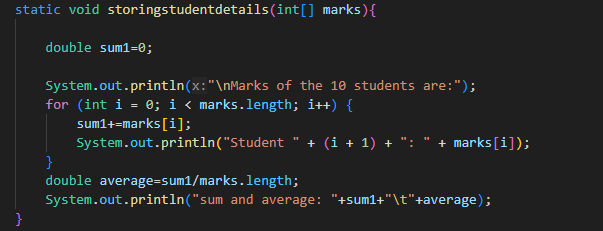 static void storingstudentdetails(int[] marks){
double sum1=0;
System.out.println(x:"\nMarks of the 10 students are:");
for (int i = 0; i < marks.length; i++) {
sum1+=marks[i];
System.out.println("Student " + (i + 1) + ": " + marks[i]);
}
double average=sum1/marks.length;
System.out.println("sum and average: "+sum1+"\t"+average);
}